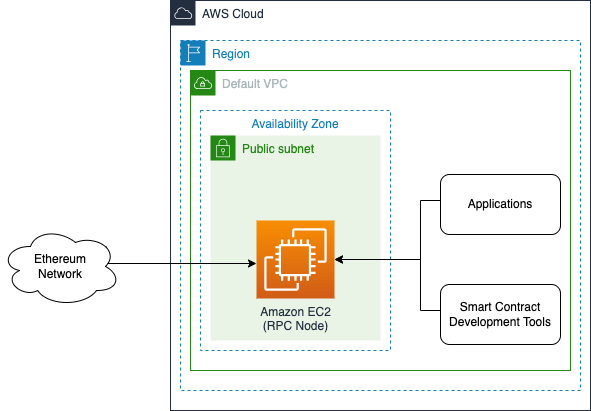 AWS Cloud
Region
Default VPC
Availability Zone
Public subnet
Applications
Ethereum
Network
Amazon EC2
(RPC Node)
Smart Contract
Development Tools